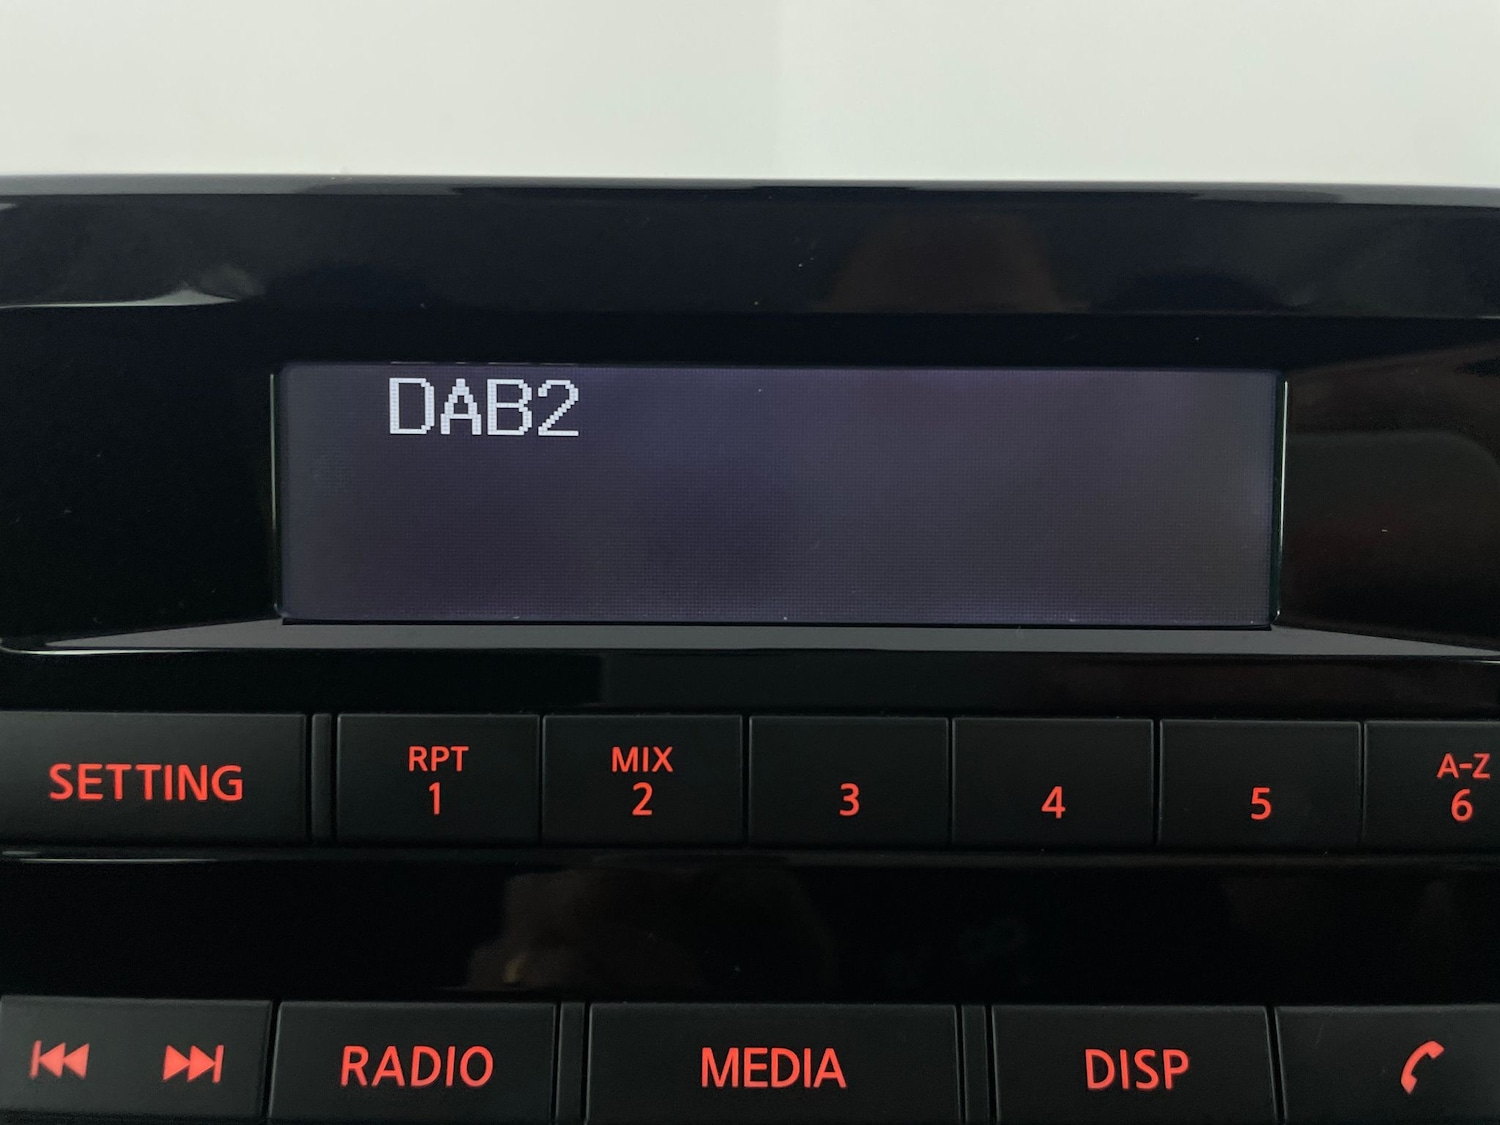 DAB2
SETTING
RPT
1
MIX
2
3
4
5
A-Z
6
RADIO
MEDIA
DISP